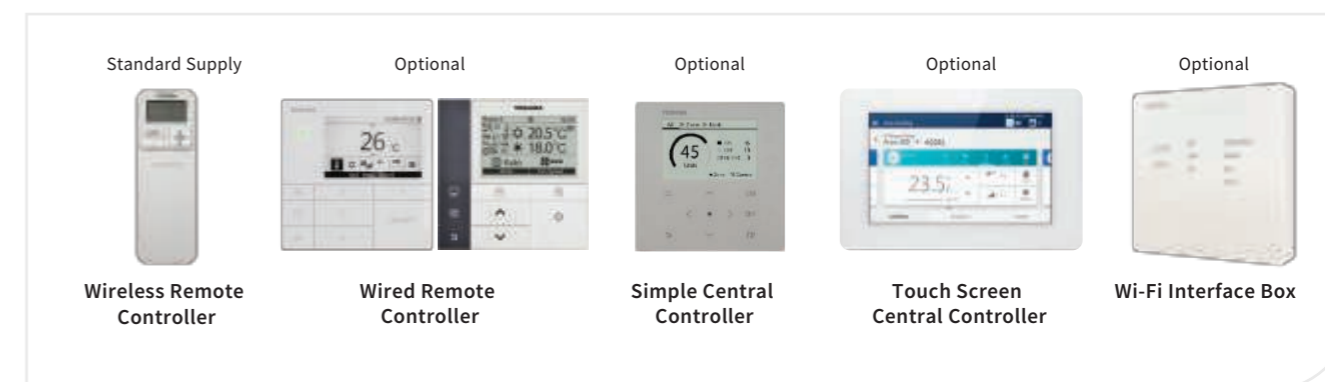 Standard Supply
Optional
Optional
Optional
Optional
26 °C
TOSHIBA
20.5°C
18.0°C
45
23.5
Wireless Remote
Controller
Wired Remote
Controller
Simple Central
Controller
Touch Screen
Central Controller
Wi-Fi Interface Box